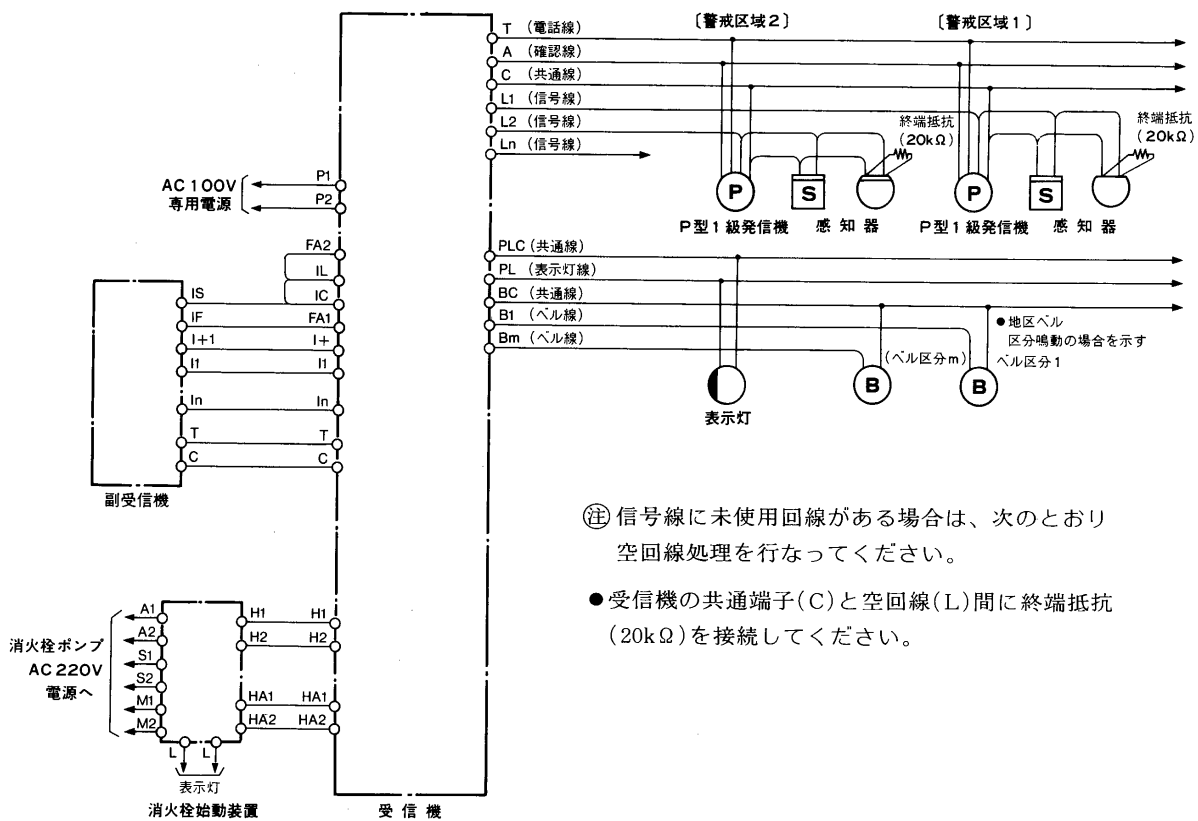 〔警戒区域2〕
〔警戒区域1〕
T (電話線)
A (確認線)
C (共通線)
L1 (信号線)
L2 (信号線)
Ln (信号線)
終端抵抗
(20kΩ)
終端抵抗
(20kΩ)
P
S
P
S
P型1級発信機
感知器
P型1級発信機
感知器
AC100V
専用電源
P1
P2
FA2
IL
IC
FA1
I+
I1
In
T
C
IS
IF
I+1
I1
In
T
C
副受信機
PLC (共通線)
PL (表示灯線)
BC (共通線)
B1 (ベル線)
Bm (ベル線)
●地区ベル
区分鳴動の場合を示す
(ベル区分m)
ベル区分1
B
B
表示灯
注 信号線に未使用回線がある場合は、次のとおり
空回線処理を行なってください。
●受信機の共通端子(C)と空回線(L)間に終端抵抗
(20kΩ)を接続してください。
消火栓ポンプ
AC220V
電源へ
A1
A2
S1
S2
M1
M2
H1
H2
HA1
HA2
H1
H2
HA1
HA2
L
L
表示灯
消火栓始動装置
受信機